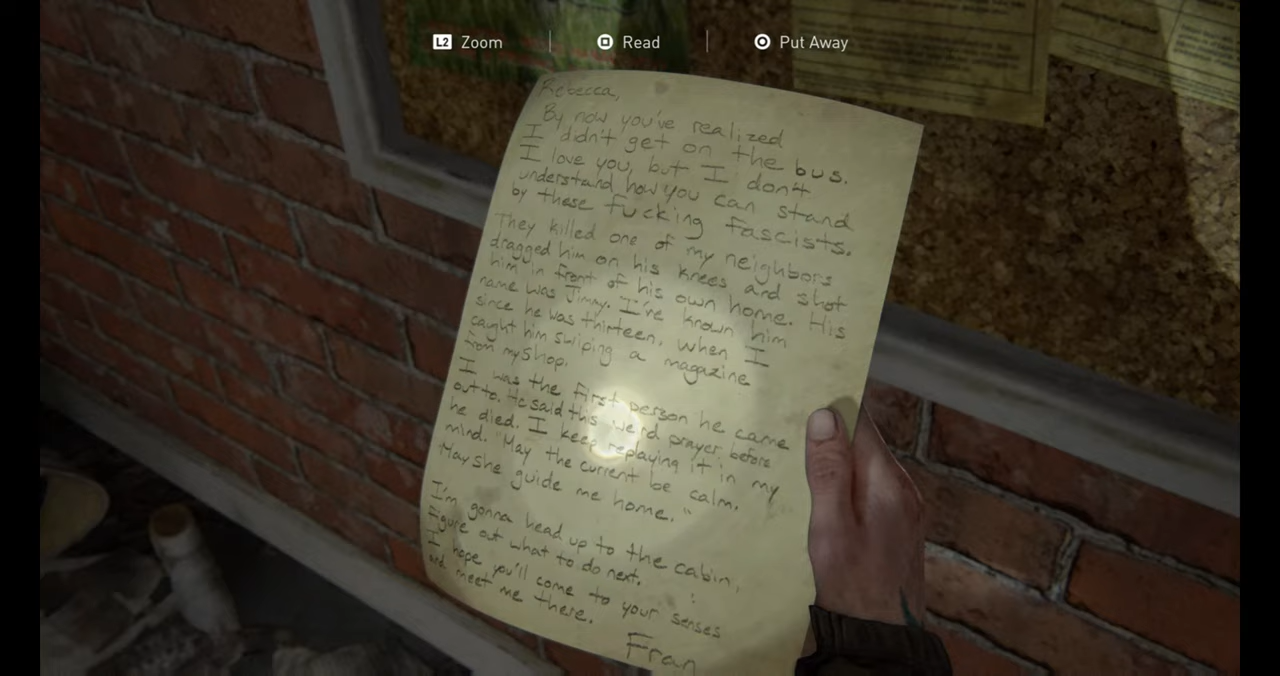 L2 Zoom | Read | Put Away
Rebecca,
By now you've realized
I didn't get on the bus.
I love you, but I don't
understand how you can stand
by these fucking fascists.
They killed one of my neighbors
dragged him on his knees and shot
him in front of his own home. His
name was Jimmy. I've known him
since he was thirteen, when I
caught him swiping a magazine
from my shop.
I was the first person he came
out to. He said this weird prayer before
he died. I keep replaying it in my
mind. "May the current be calm.
May she guide me home."
I'm gonna head up to the cabin,
figure out what to do next.
I hope you'll come to your senses
and meet me there.
Fran